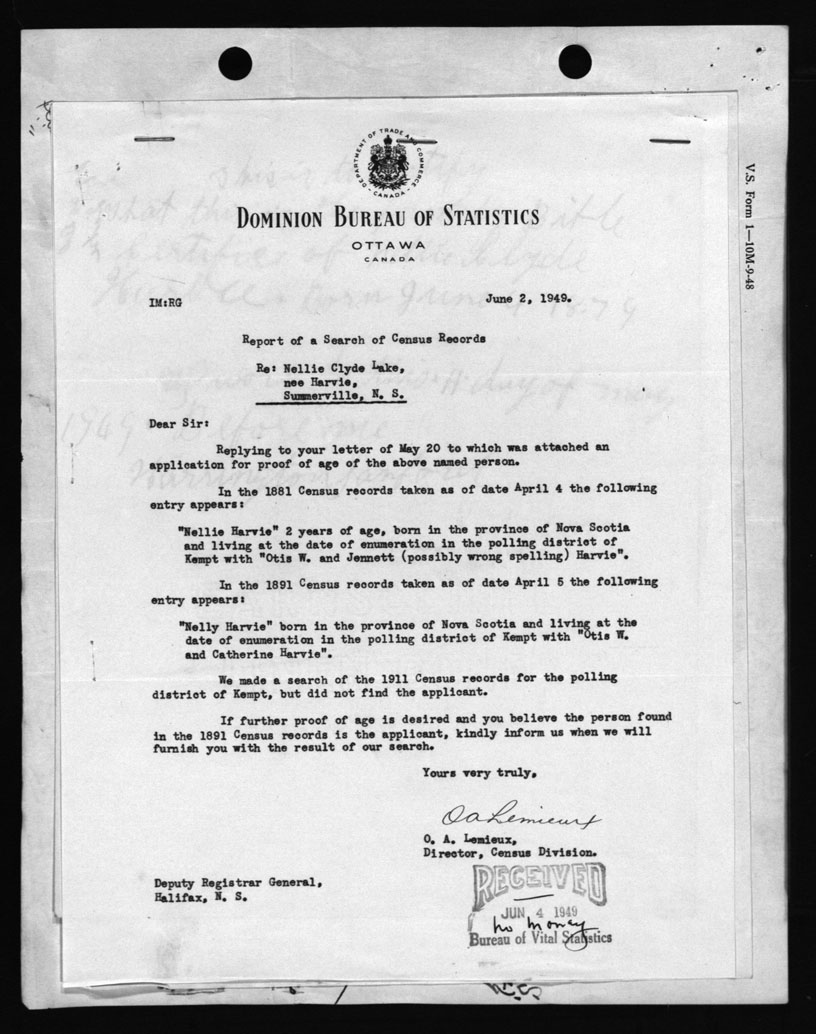 DEPARTMENT OF TRADE AND COMMERCE
CANADA
DOMINION BUREAU OF STATISTICS
OTTAWA
CANADA
V.S. Form 1—10M-9-48
IM:RG
June 2, 1949.
Report of a Search of Census Records
Re: Nellie Clyde Lake,
nee Harvie,
Summerville, N. S.
Dear Sir:
Replying to your letter of May 20 to which was attached an
application for proof of age of the above named person.
In the 1881 Census records taken as of date April 4 the following
entry appears:
"Nellie Harvie" 2 years of age, born in the province of Nova Scotia
and living at the date of enumeration in the polling district of
Kempt with "Otis W. and Jennett (possibly wrong spelling) Harvie".
In the 1891 Census records taken as of date April 5 the following
entry appears:
"Nelly Harvie" born in the province of Nova Scotia and living at the
date of enumeration in the polling district of Kempt with "Otis W.
and Catherine Harvie".
We made a search of the 1911 Census records for the polling
district of Kempt, but did not find the applicant.
If further proof of age is desired and you believe the person found
in the 1891 Census records is the applicant, kindly inform us when we will
furnish you with the result of our search.
Yours very truly,
O A Lemieux
O. A. Lemieux,
Director, Census Division.
Deputy Registrar General,
Halifax, N. S.
RECEIVED
JUN 4 1949
no money
Bureau of Vital Statistics